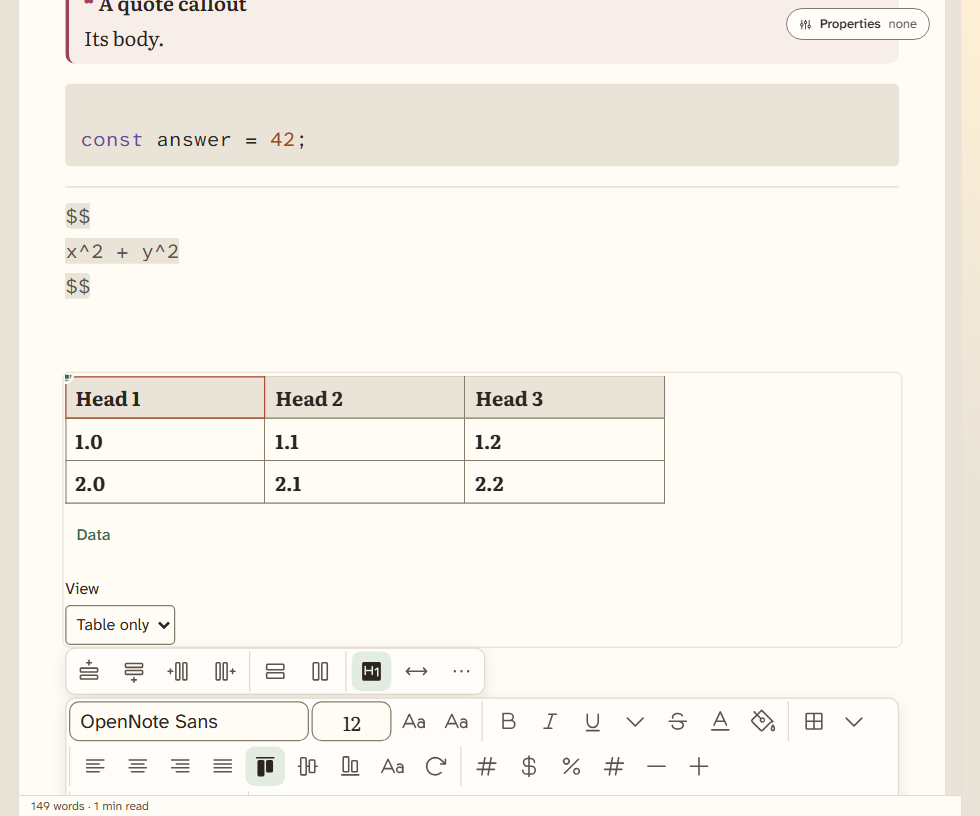 ❝ A quote callout
Its body.
Properties none
const answer = 42;
$$
x^2 + y^2
$$
Head 1 Head 2 Head 3
1.0 1.1 1.2
2.0 2.1 2.2
Data
View
Table only
H1 ...
OpenNote Sans 12 Aa Aa B I U S A
Aa # $ % # — +
149 words · 1 min read